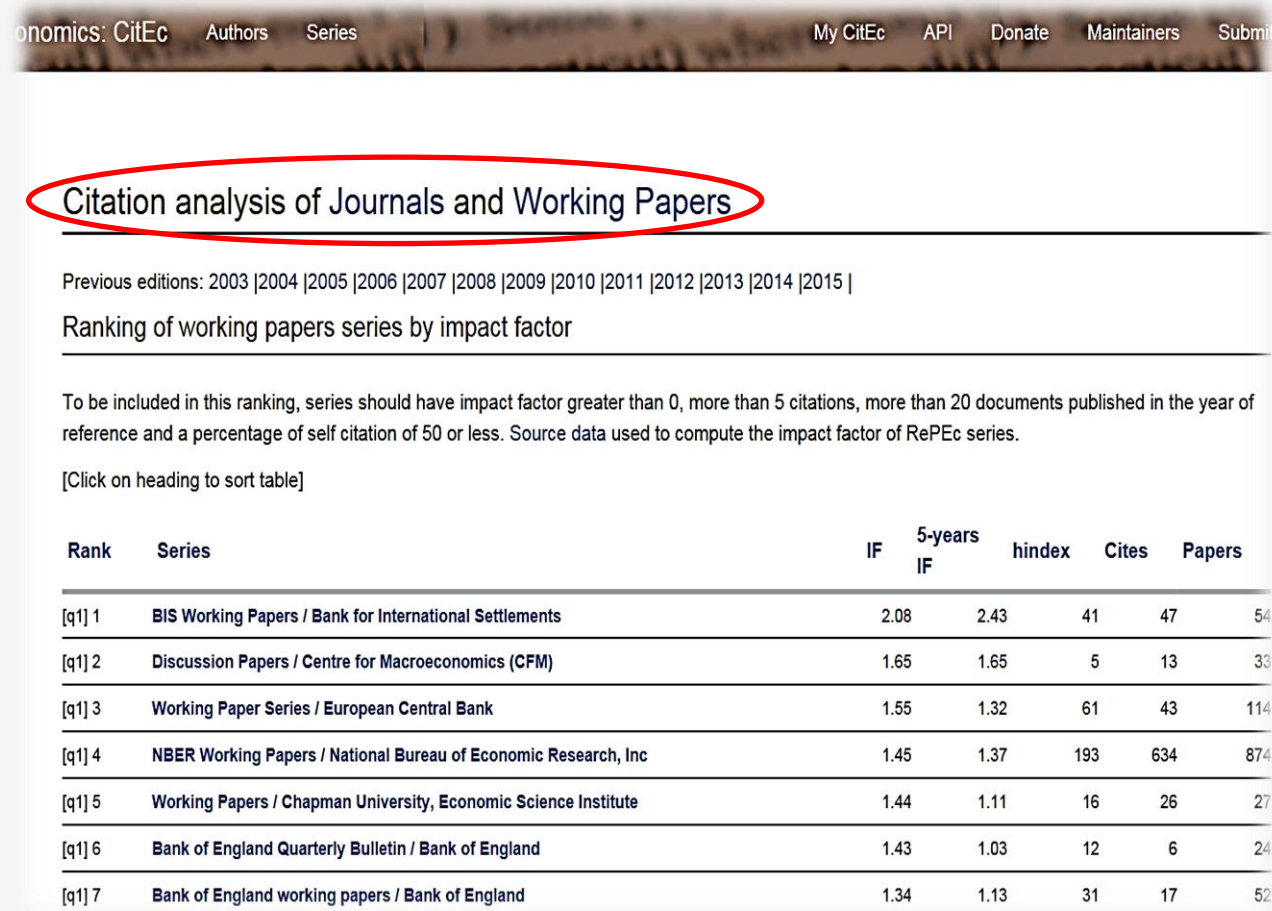 onomics: CitEc Authors Series My CitEc API Donate Maintainers Submit
Citation analysis of Journals and Working Papers
Previous editions: 2003 |2004 |2005 |2006 |2007 |2008 |2009 |2010 |2011 |2012 |2013 |2014 |2015 |
Ranking of working papers series by impact factor
To be included in this ranking, series should have impact factor greater than 0, more than 5 citations, more than 20 documents published in the year of
reference and a percentage of self citation of 50 or less. Source data used to compute the impact factor of RePEc series.
[Click on heading to sort table]
Rank Series IF 5-years IF hindex Cites Papers
[q1] 1 BIS Working Papers / Bank for International Settlements 2.08 2.43 41 47 54
[q1] 2 Discussion Papers / Centre for Macroeconomics (CFM) 1.65 1.65 5 13 33
[q1] 3 Working Paper Series / European Central Bank 1.55 1.32 61 43 114
[q1] 4 NBER Working Papers / National Bureau of Economic Research, Inc 1.45 1.37 193 634 874
[q1] 5 Working Papers / Chapman University, Economic Science Institute 1.44 1.11 16 26 27
[q1] 6 Bank of England Quarterly Bulletin / Bank of England 1.43 1.03 12 6 24
[q1] 7 Bank of England working papers / Bank of England 1.34 1.13 31 17 52